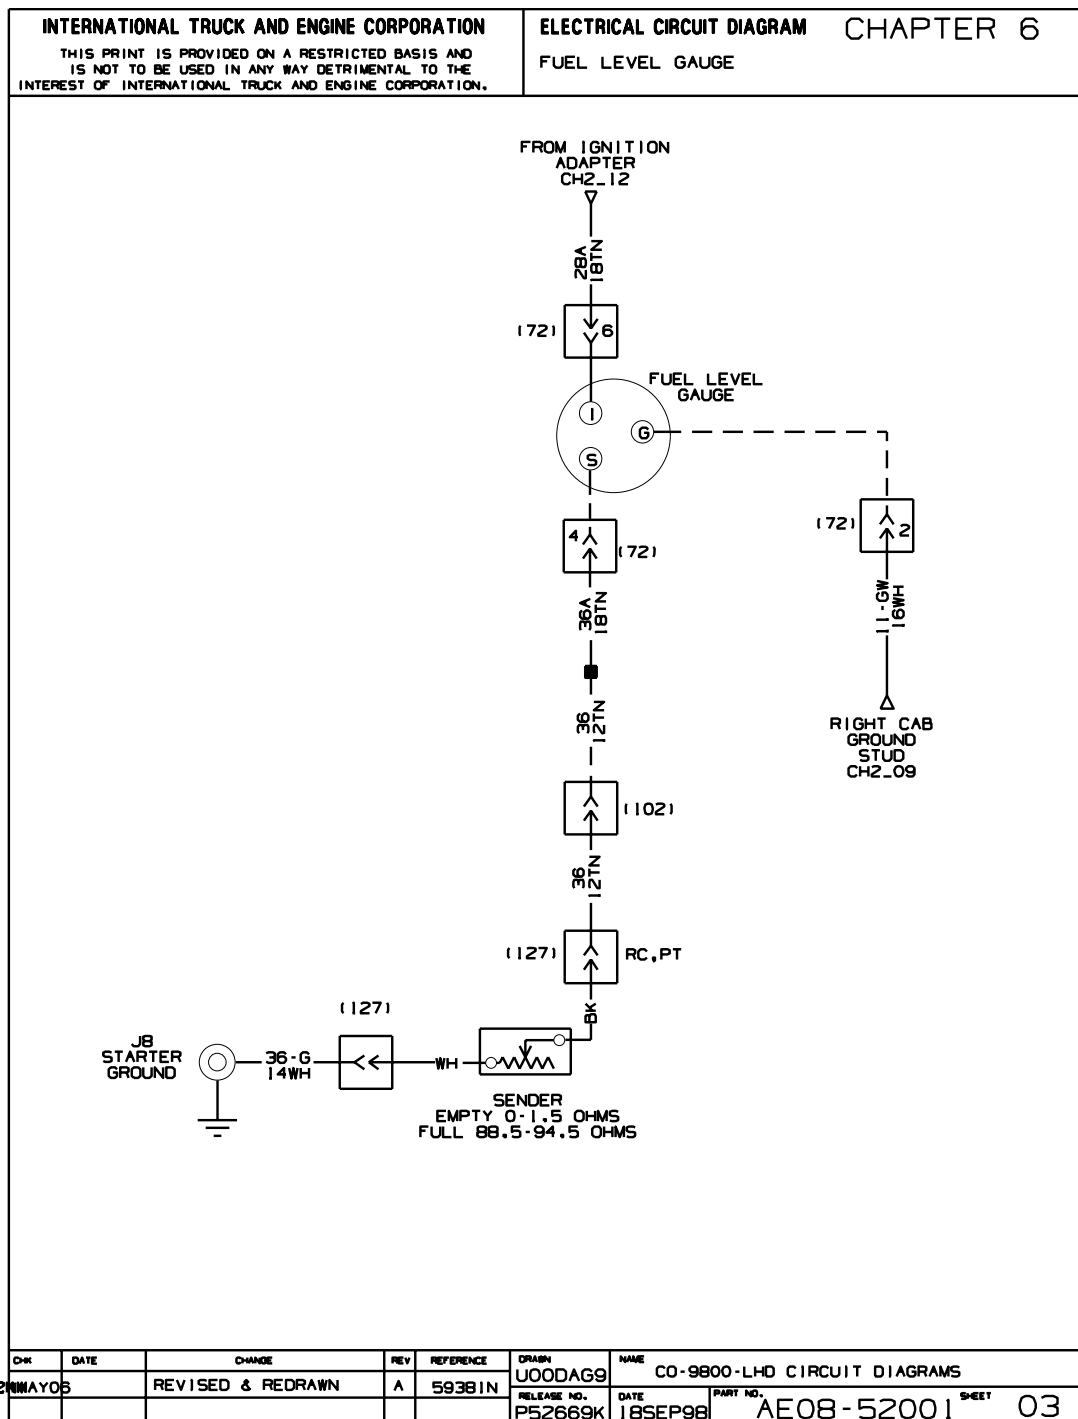 INTERNATIONAL TRUCK AND ENGINE CORPORATION
THIS PRINT IS PROVIDED ON A RESTRICTED BASIS AND
IS NOT TO BE USED IN ANY WAY DETRIMENTAL TO THE
INTEREST OF INTERNATIONAL TRUCK AND ENGINE CORPORATION.
ELECTRICAL CIRCUIT DIAGRAM CHAPTER 6
FUEL LEVEL GAUGE
FROM IGNITION
ADAPTER
CH2_12
28A
18TN
(72)
6
FUEL LEVEL
GAUGE
I
G
S
4
(72)
(72)
2
36A
18TN
11-GW
16WH
36
12TN
RIGHT CAB
GROUND
STUD
CH2_09
(102)
36
12TN
(127)
RC,PT
BK
(127)
J8
STARTER
GROUND
36-G
14WH
WH
SENDER
EMPTY 0-1.5 OHMS
FULL 88.5-94.5 OHMS
CHK DATE CHANGE REV REFERENCE
MAY06 REVISED & REDRAWN A 59381N
DRAWN
U00DAG9
NAME
CO-9800-LHD CIRCUIT DIAGRAMS
RELEASE NO.
P52669K
DATE
18SEP98
PART NO.
AE08-52001
SHEET
03